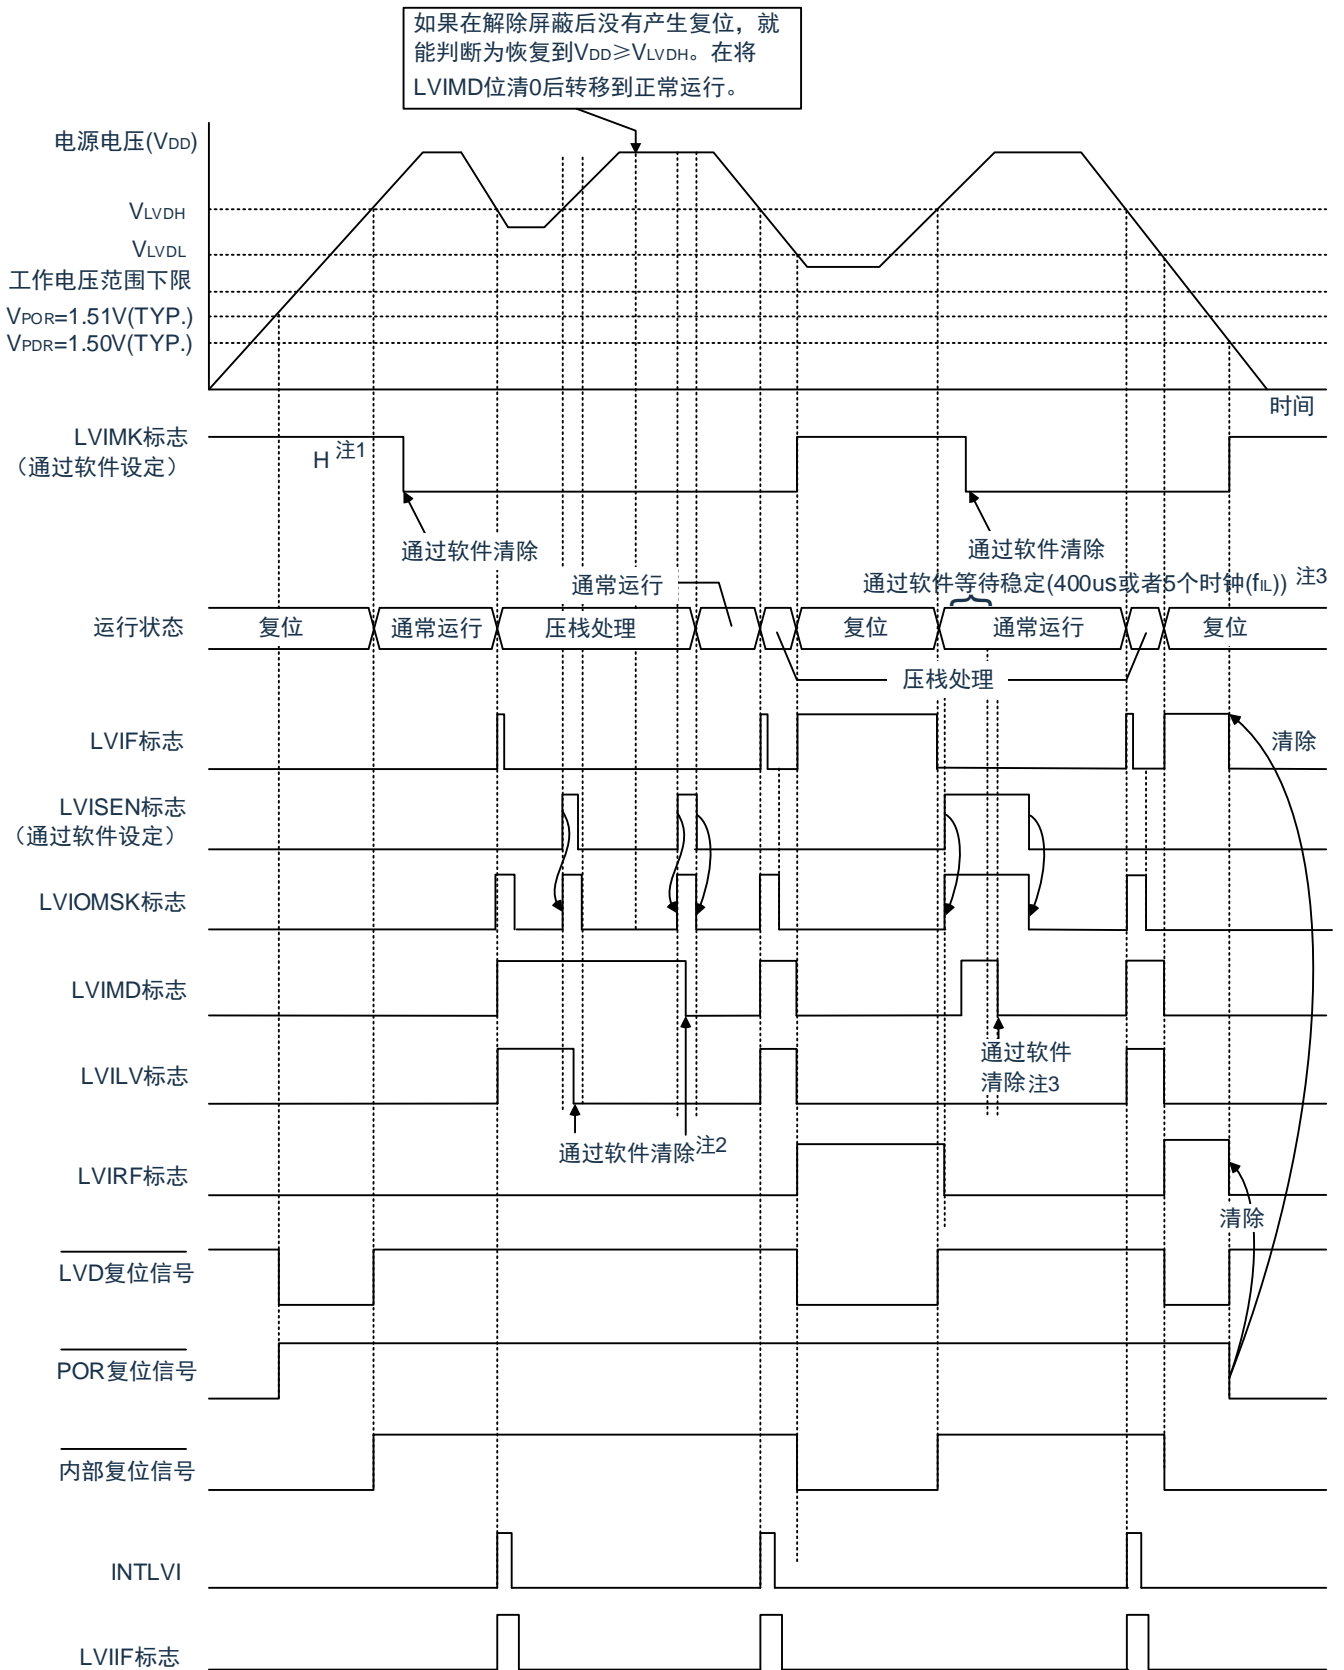 如果在解除屏蔽后没有产生复位，就
能判断为恢复到VDD≥VLVDH。在将
LVIMD位清0后转移到正常运行。
电源电压(VDD)
VLVDH
VLVDL
工作电压范围下限
VPOR=1.51V(TYP.)
VPDR=1.50V(TYP.)
时间
LVIMK标志
（通过软件设定）
H 注1
通过软件清除
通过软件清除
通常运行
通过软件等待稳定(400us或者5个时钟(fIL)) 注3
运行状态
复位
通常运行
压栈处理
复位
通常运行
复位
压栈处理
LVIF标志
清除
LVISEN标志
（通过软件设定）
LVIOMSK标志
LVIMD标志
通过软件
清除注3
LVILV标志
通过软件清除注2
LVIRF标志
清除
LVD复位信号
POR复位信号
内部复位信号
INTLVI
LVIIF标志